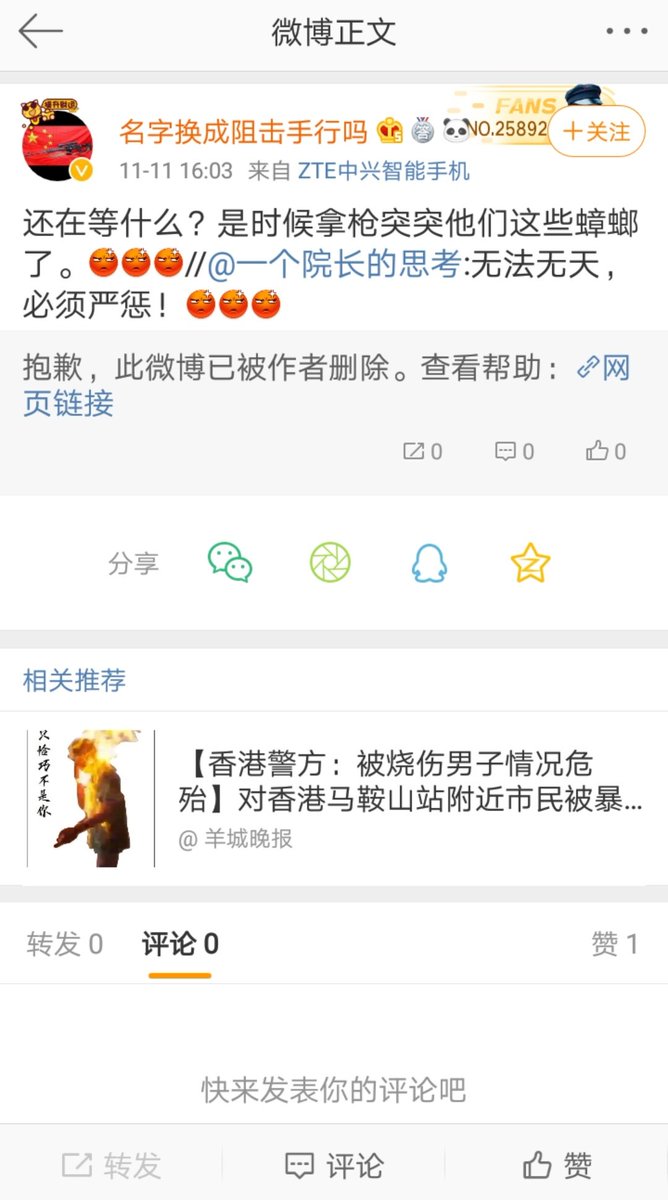 微博正文
FANS
名字换成阻击手行吗
NO.25892
+关注
11-11 16:03 来自 ZTE中兴智能手机
还在等什么？是时候拿枪突突他们这些蟑螂
了。//@一个院长的思考:无法无天，
必须严惩！
抱歉，此微博已被作者删除。查看帮助：网
页链接
0 0 0
分享
相关推荐
只恰巧不是你
【香港警方：被烧伤男子情况危
殆】对香港马鞍山站附近市民被暴...
@ 羊城晚报
转发 0 评论 0 赞 1
快来发表你的评论吧
转发 评论 赞